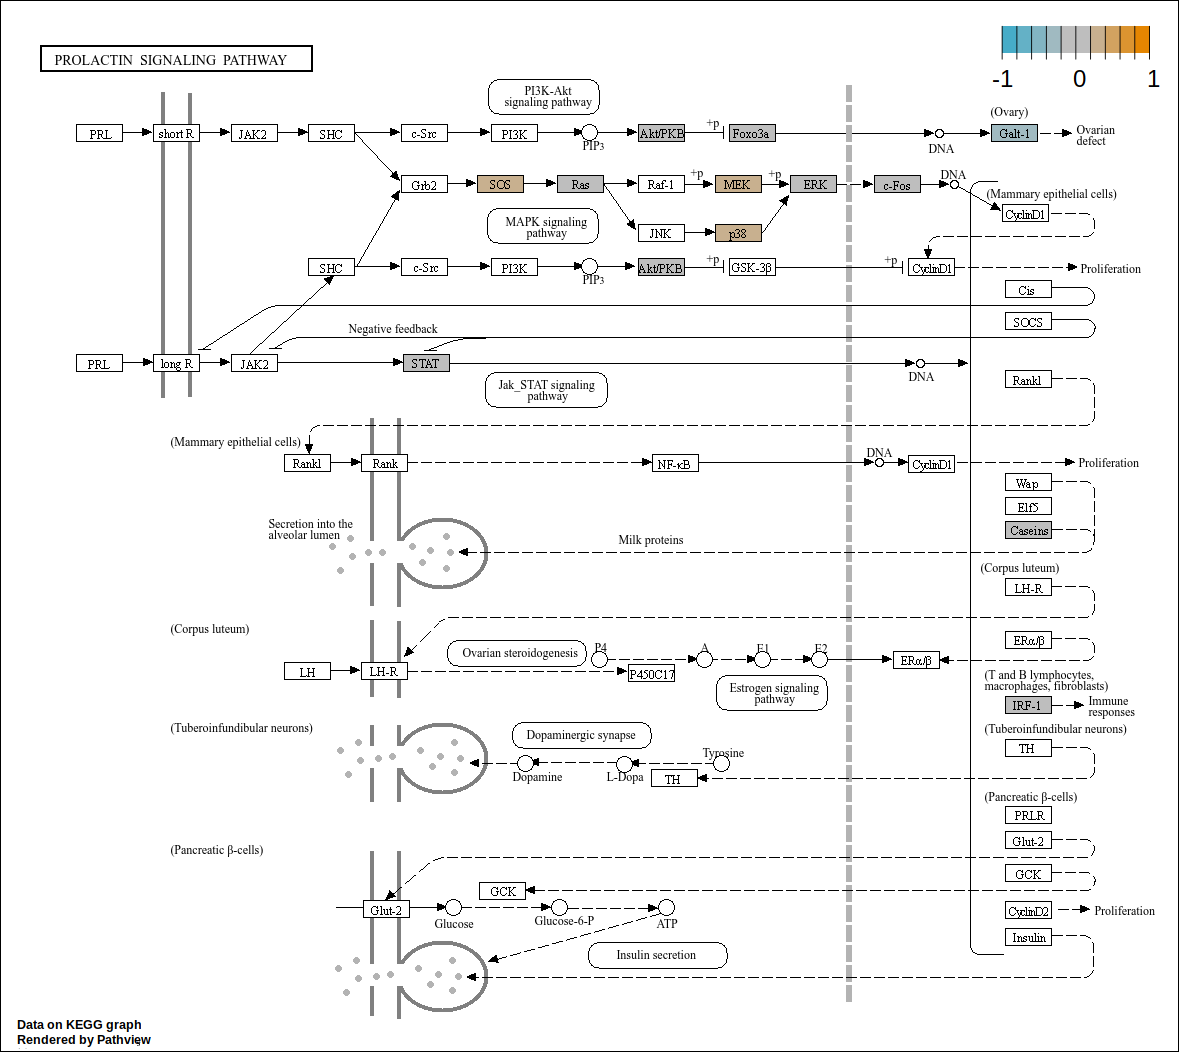 PROLACTIN SIGNALING PATHWAY
-1 0 1
PI3K-Akt
signaling pathway
(Ovary)
PRL short R JAK2 SHC c-Src PI3K PIP3 Akt/PKB +p Foxo3a DNA Galt-1 Ovarian
defect
Grb2 SOS Ras Raf-1 +p MEK +p ERK c-Fos DNA
(Mammary epithelial cells)
CyclinD1
MAPK signaling
pathway
JNK p38
SHC c-Src PI3K PIP3 Akt/PKB +p GSK-3β +p CyclinD1 Proliferation
Cis
SOCS
Negative feedback
PRL long R JAK2 STAT DNA
Jak_STAT signaling
pathway
Rankl
(Mammary epithelial cells)
Rankl Rank NF-κB DNA CyclinD1 Proliferation
Wap
Elf5
Caseins
Secretion into the
alveolar lumen
Milk proteins
(Corpus luteum)
LH-R
(Corpus luteum)
ERα/β
Ovarian steroidogenesis
P4 A E1 E2 ERα/β
LH LH-R P450C17
Estrogen signaling
pathway
(T and B lymphocytes,
macrophages, fibroblasts)
IRF-1 Immune
responses
(Tuberoinfundibular neurons)
(Tuberoinfundibular neurons)
TH
Dopaminergic synapse
Tyrosine
Dopamine L-Dopa TH
(Pancreatic β-cells)
PRLR
Glut-2
(Pancreatic β-cells)
GCK
GCK
Glut-2 Glucose Glucose-6-P ATP
CyclinD2 Proliferation
Insulin
Insulin secretion
Data on KEGG graph
Rendered by Pathview